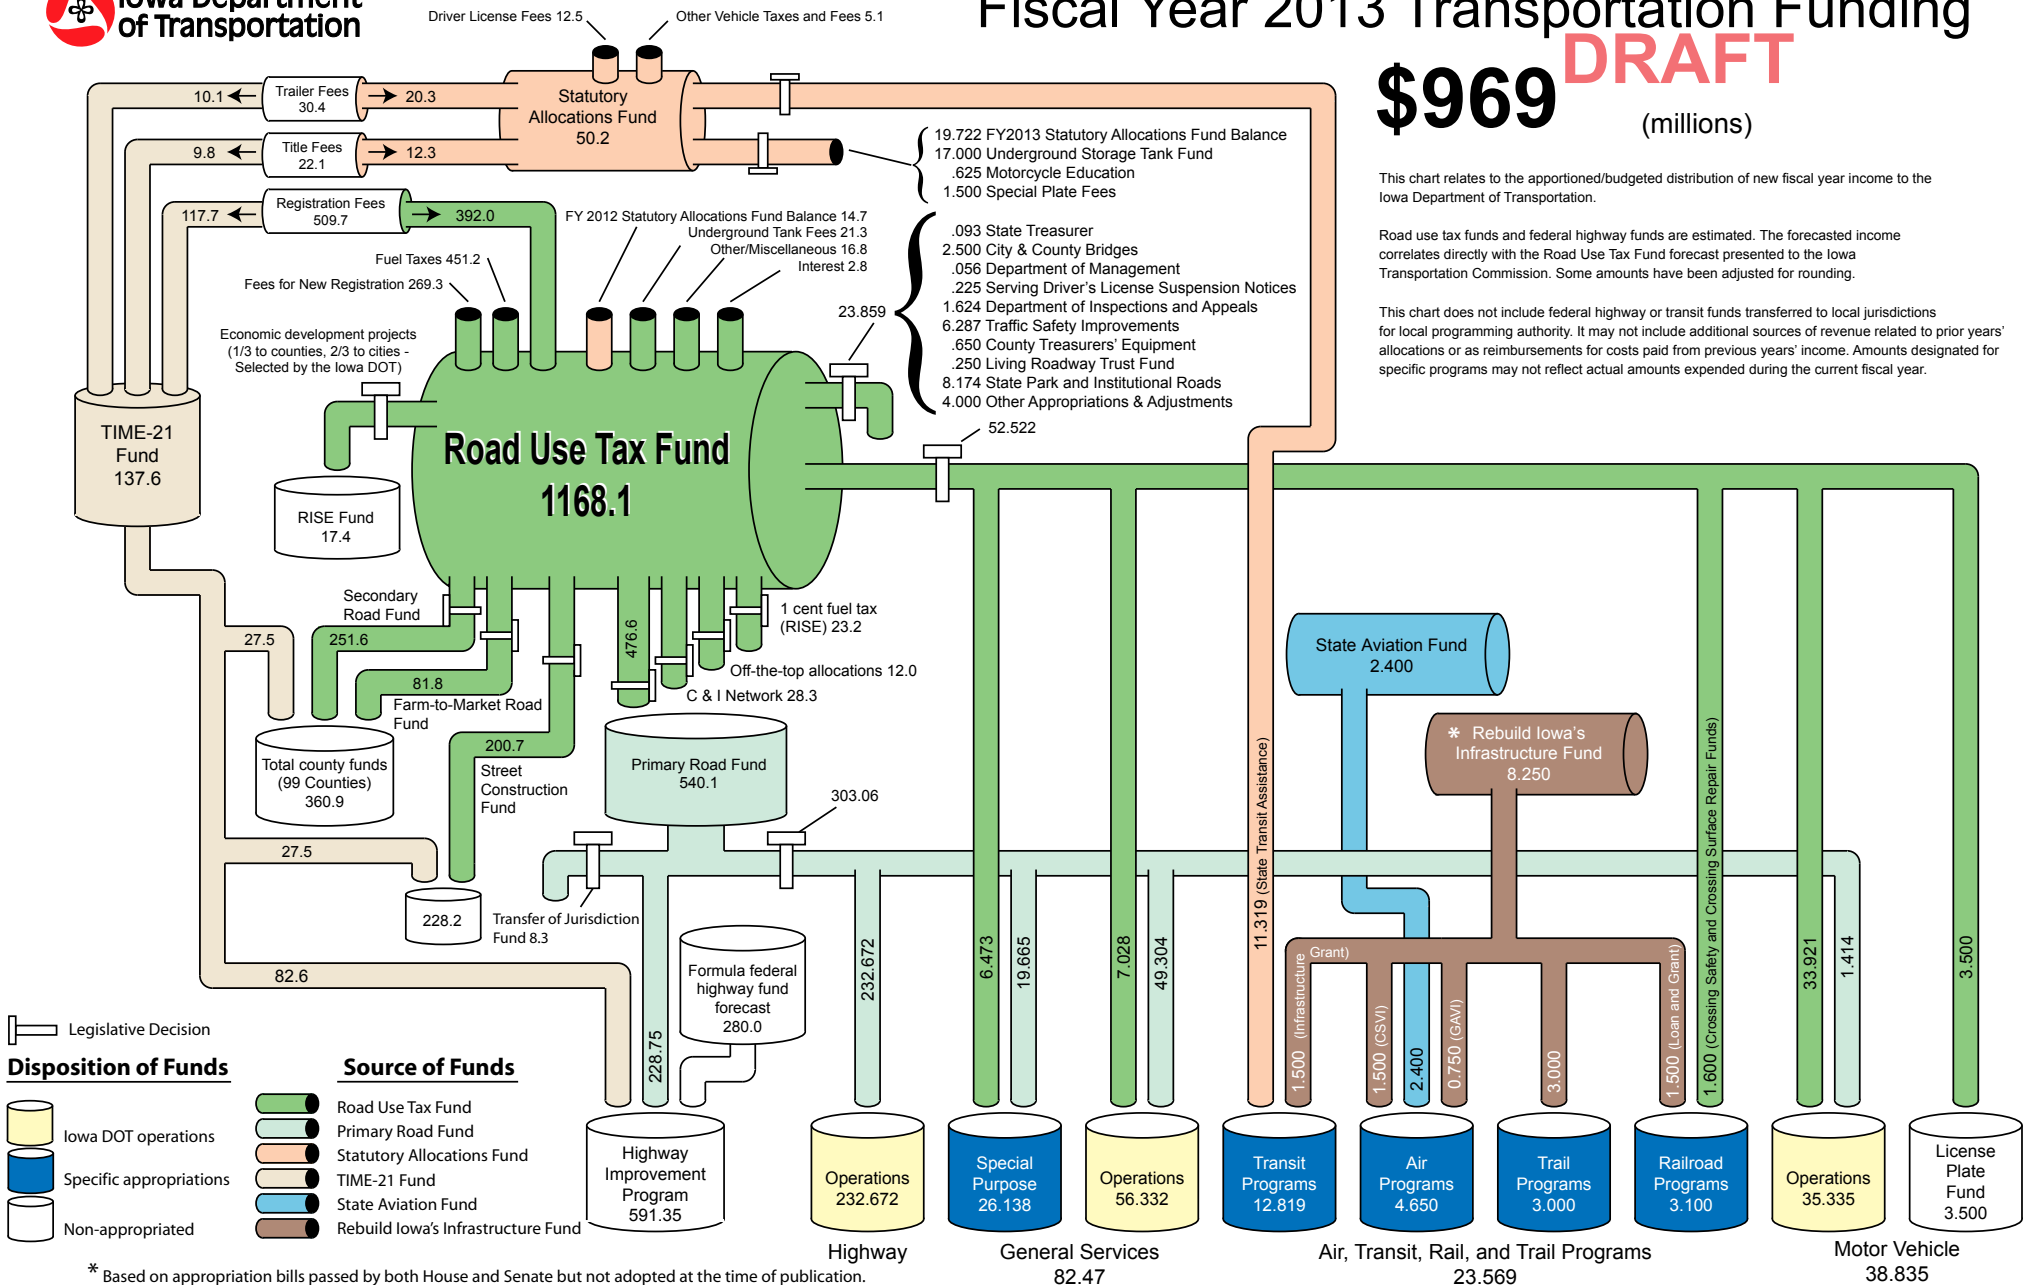 Iowa Department
of Transportation
Fiscal Year 2013 Transportation Funding
DRAFT
$969
(millions)
This chart relates to the apportioned/budgeted distribution of new fiscal year income to the
Iowa Department of Transportation.
Road use tax funds and federal highway funds are estimated. The forecasted income
correlates directly with the Road Use Tax Fund forecast presented to the Iowa
Transportation Commission. Some amounts have been adjusted for rounding.
This chart does not include federal highway or transit funds transferred to local jurisdictions
for local programming authority. It may not include additional sources of revenue related to prior years'
allocations or as reimbursements for costs paid from previous years' income. Amounts designated for
specific programs may not reflect actual amounts expended during the current fiscal year.
Driver License Fees 12.5
Other Vehicle Taxes and Fees 5.1
10.1
Trailer Fees
30.4
20.3
Statutory
Allocations Fund
50.2
9.8
Title Fees
22.1
12.3
117.7
Registration Fees
509.7
392.0
19.722 FY2013 Statutory Allocations Fund Balance
17.000 Underground Storage Tank Fund
.625 Motorcycle Education
1.500 Special Plate Fees
FY 2012 Statutory Allocations Fund Balance 14.7
Underground Tank Fees 21.3
Other/Miscellaneous 16.8
Interest 2.8
Fuel Taxes 451.2
Fees for New Registration 269.3
23.859
.093 State Treasurer
2.500 City & County Bridges
.056 Department of Management
.225 Serving Driver's License Suspension Notices
1.624 Department of Inspections and Appeals
6.287 Traffic Safety Improvements
.650 County Treasurers' Equipment
.250 Living Roadway Trust Fund
8.174 State Park and Institutional Roads
4.000 Other Appropriations & Adjustments
52.522
Economic development projects
(1/3 to counties, 2/3 to cities -
Selected by the Iowa DOT)
TIME-21
Fund
137.6
RISE Fund
17.4
Road Use Tax Fund
1168.1
Secondary
Road Fund
27.5
251.6
81.8
Farm-to-Market Road
Fund
200.7
Street
Construction
Fund
476.6
1 cent fuel tax
(RISE) 23.2
Off-the-top allocations 12.0
C & I Network 28.3
Total county funds
(99 Counties)
360.9
Primary Road Fund
540.1
303.06
27.5
228.2
Transfer of Jurisdiction
Fund 8.3
82.6
Formula federal
highway fund
forecast
280.0
228.75
State Aviation Fund
2.400
* Rebuild Iowa's
Infrastructure Fund
8.250
232.672
6.473
19.665
7.028
49.304
11.319 (State Transit Assistance)
1.500 (Infrastructure Grant)
1.500 (CSVI)
2.400
0.750 (GAVI)
3.000
1.500 (Loan and Grant)
1.600 (Crossing Safety and Crossing Surface Repair Funds)
33.921
1.414
3.500
Legislative Decision
Disposition of Funds
Iowa DOT operations
Specific appropriations
Non-appropriated
Source of Funds
Road Use Tax Fund
Primary Road Fund
Statutory Allocations Fund
TIME-21 Fund
State Aviation Fund
Rebuild Iowa's Infrastructure Fund
Highway
Improvement
Program
591.35
Operations
232.672
Special
Purpose
26.138
Operations
56.332
Transit
Programs
12.819
Air
Programs
4.650
Trail
Programs
3.000
Railroad
Programs
3.100
Operations
35.335
License
Plate
Fund
3.500
Highway
General Services
82.47
Air, Transit, Rail, and Trail Programs
23.569
Motor Vehicle
38.835
* Based on appropriation bills passed by both House and Senate but not adopted at the time of publication.